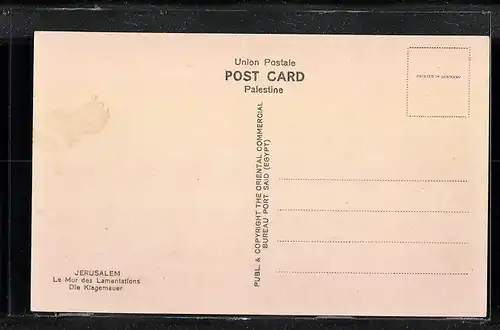 Union Postale
POST CARD
Palestine
PRINTED IN GERMANY
PUBL. & COPYRIGHT THE ORIENTAL COMMERCIAL
BUREAU PORT SAID (EGYPT)
JERUSALEM
Le Mur des Lamentations
Die Klagemauer